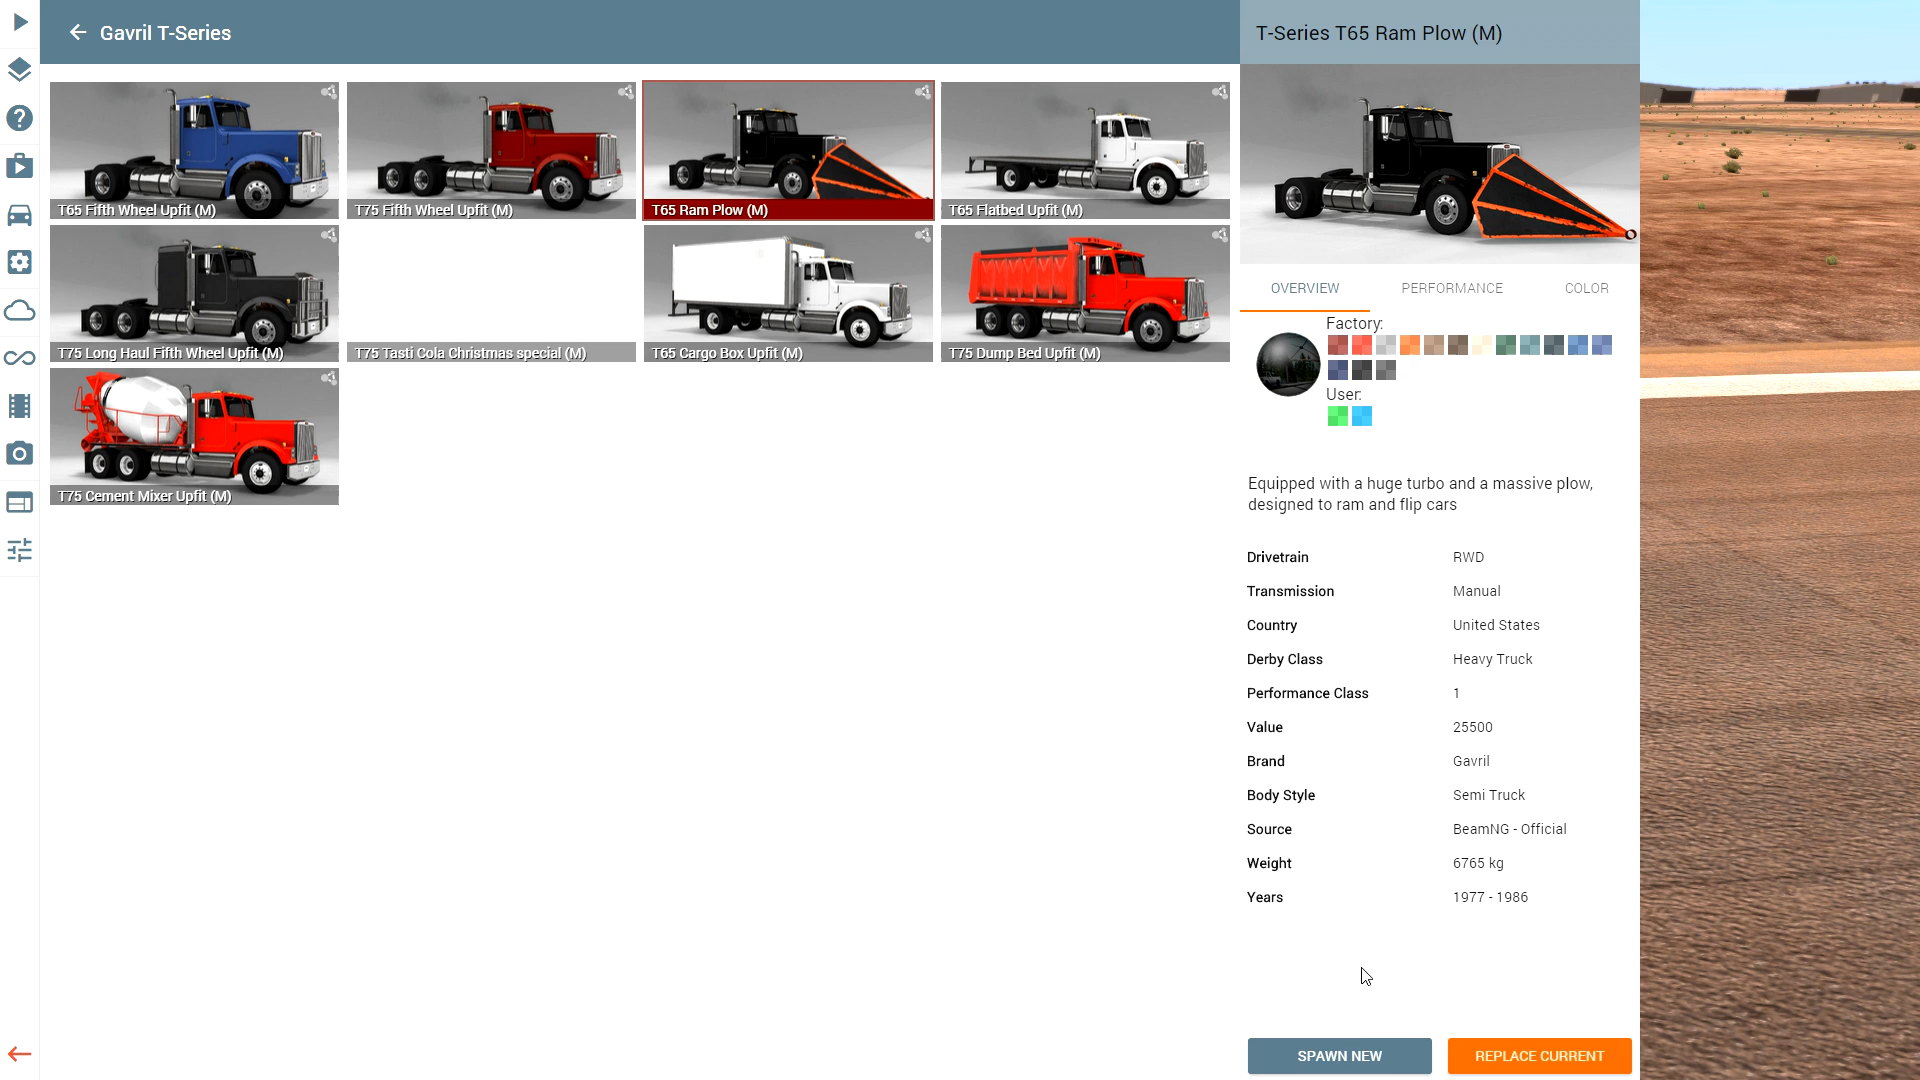 Gavril T-Series
T65 Fifth Wheel Upfit (M)
T75 Fifth Wheel Upfit (M)
T65 Ram Plow (M)
T65 Flatbed Upfit (M)
T75 Long Haul Fifth Wheel Upfit (M)
T75 Tasti Cola Christmas special (M)
T65 Cargo Box Upfit (M)
T75 Dump Bed Upfit (M)
T75 Cement Mixer Upfit (M)
T-Series T65 Ram Plow (M)
OVERVIEW
PERFORMANCE
COLOR
Factory:
User:
Equipped with a huge turbo and a massive plow,
designed to ram and flip cars
Drivetrain RWD
Transmission Manual
Country United States
Derby Class Heavy Truck
Performance Class 1
Value 25500
Brand Gavril
Body Style Semi Truck
Source BeamNG - Official
Weight 6765 kg
Years 1977 - 1986
SPAWN NEW
REPLACE CURRENT